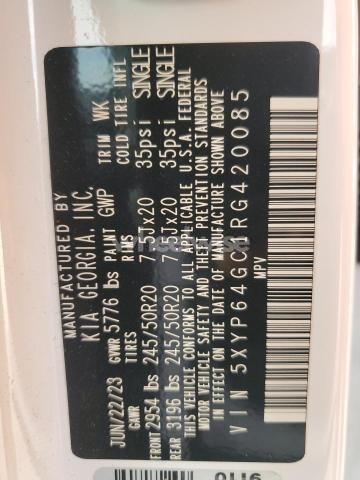 MANUFACTURED BY
KIA GEORGIA, INC.
JUN/22/23 GVWR 5776 lbs PAINT GWP TRIM WK
GAWR TIRES RIMS COLD TIRE INFL
FRONT 2954 lbs 245/50R20 7.5Jx20 35psi SINGLE
REAR 3196 lbs 245/50R20 7.5Jx20 35psi SINGLE
THIS VEHICLE CONFORMS TO ALL APPLICABLE U.S.A. FEDERAL
MOTOR VEHICLE SAFETY AND THEFT PREVENTION STANDARDS
IN EFFECT ON THE DATE OF MANUFACTURE SHOWN ABOVE
VIN 5XYP64GC1RG420085
MPV